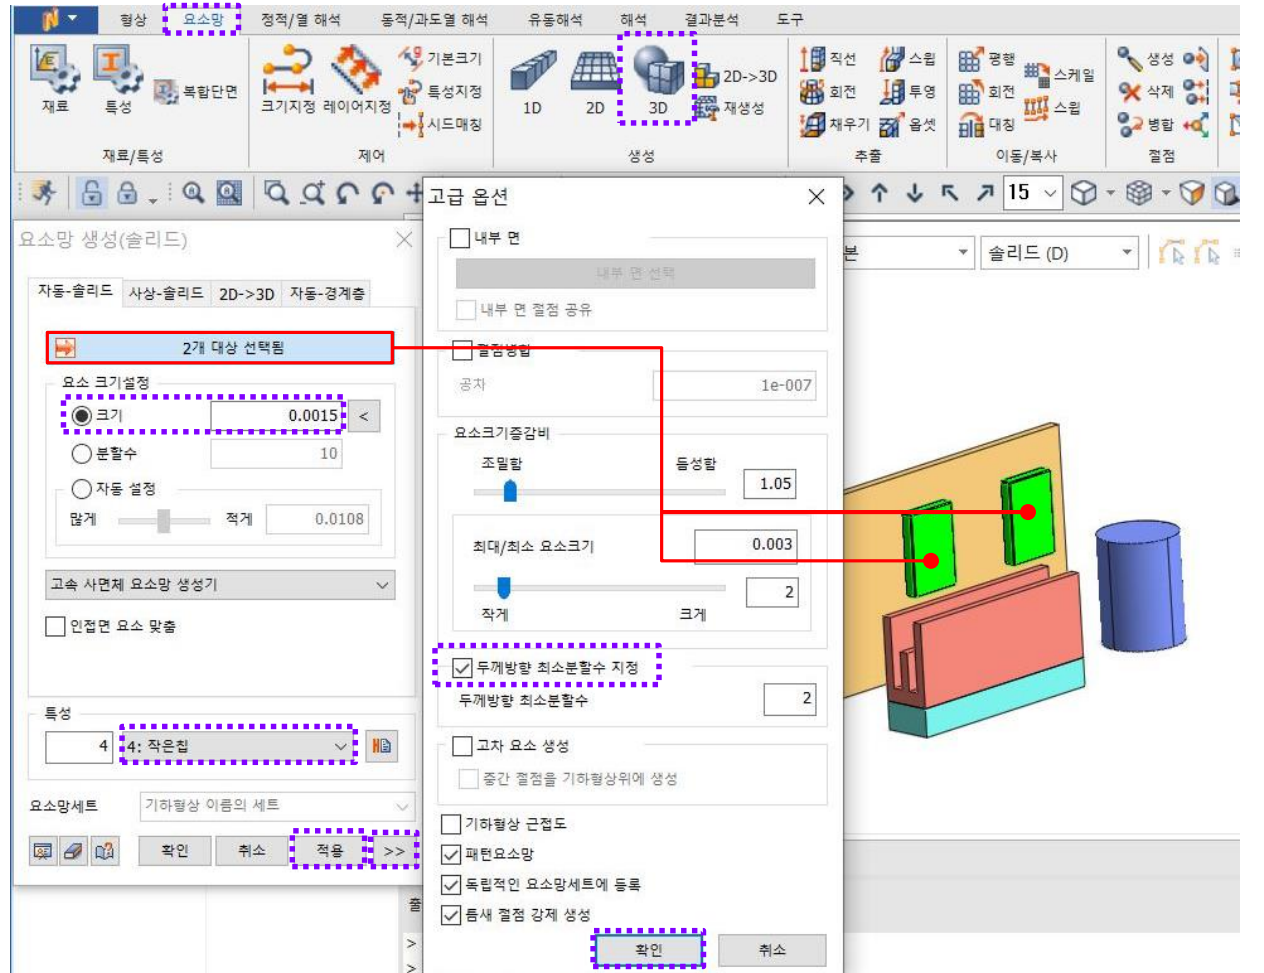 형상 요소망 정적/열 해석 동적/과도열 해석 유동해석 해석 결과분석 도구
재료 특성 복합단면
재료/특성
크기지정 레이어지정 기본크기
특성지정
시드매칭
제어
1D 2D 3D 2D->3D
재생성
생성
직선 스윕
회전 투영
채우기 옵셋
추출
평행 스케일
회전 스윕
대칭
이동/복사
생성
삭제
병합
절점
15
본 솔리드 (D)
요소망 생성(솔리드)
자동-솔리드 사상-솔리드 2D->3D 자동-경계층
2개 대상 선택됨
요소 크기설정
크기 0.0015 <
분할수 10
자동 설정
많게 적게 0.0108
고속 사면체 요소망 생성기
인접면 요소 맞춤
특성
4 4: 작은칩
요소망세트 기하형상 이름의 세트
확인 취소 적용 >>
고급 옵션
내부 면
내부 면 선택
내부 면 절점 공유
절점병합
공차 1e-007
요소크기증감비
조밀함 듬성함
1.05
최대/최소 요소크기 0.003
2
작게 크게
두께방향 최소분할수 지정
두께방향 최소분할수 2
고차 요소 생성
중간 절점을 기하형상위에 생성
기하형상 근접도
패턴요소망
독립적인 요소망세트에 등록
틈새 절점 강제 생성
확인 취소
출
>
>